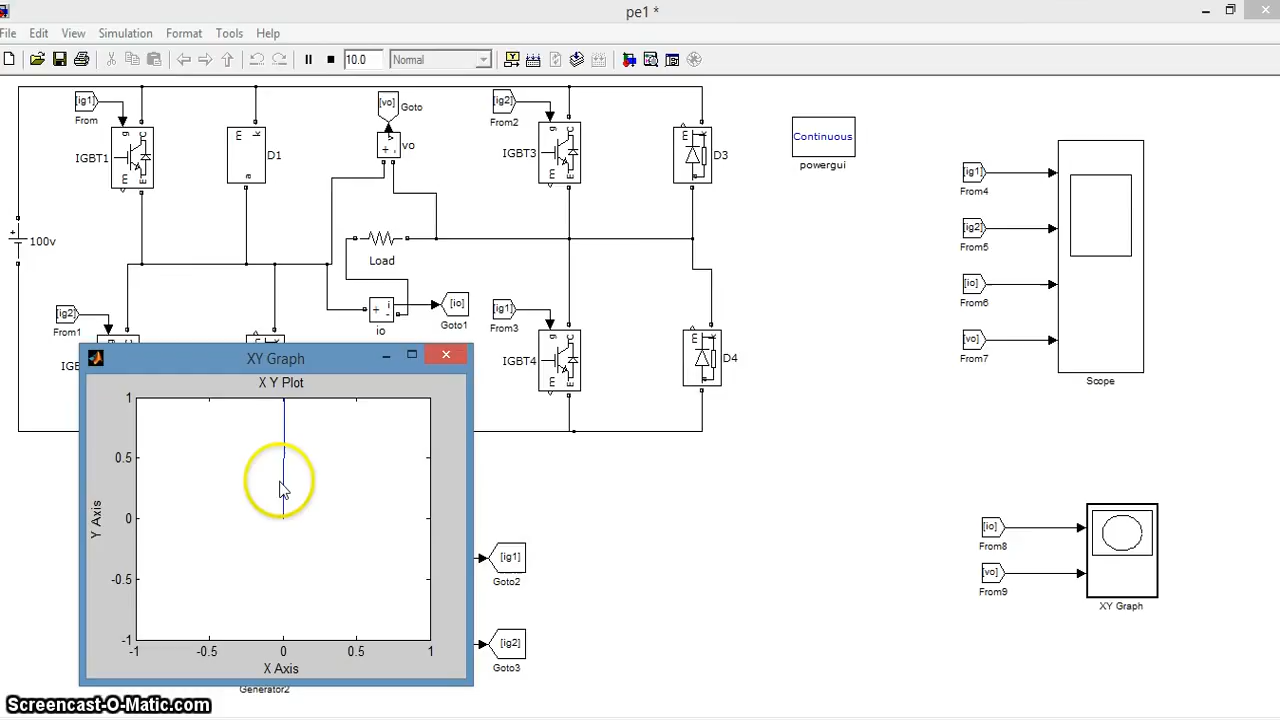 pe1 *
File Edit View Simulation Format Tools Help
10.0 Normal
[ig1]
From
IGBT1
g C
m E
E k
a
D1
[vo]
Goto
v
+ -
vo
[ig2]
From2
IGBT3
g C
m E
D3
Continuous
powergui
100v
+
Load
[ig2]
From1
+ i
-
io
[io]
Goto1
[ig1]
From3
IGBT4
g C
m E
D4
[ig1]
From4
[ig2]
From5
[io]
From6
[vo]
From7
Scope
XY Graph
X Y Plot
1
0.5
0
-0.5
-1
Y Axis
-1 -0.5 0 0.5 1
X Axis
[ig1]
Goto2
[ig2]
Goto3
Generator2
[io]
From8
[vo]
From9
XY Graph
Screencast-O-Matic.com